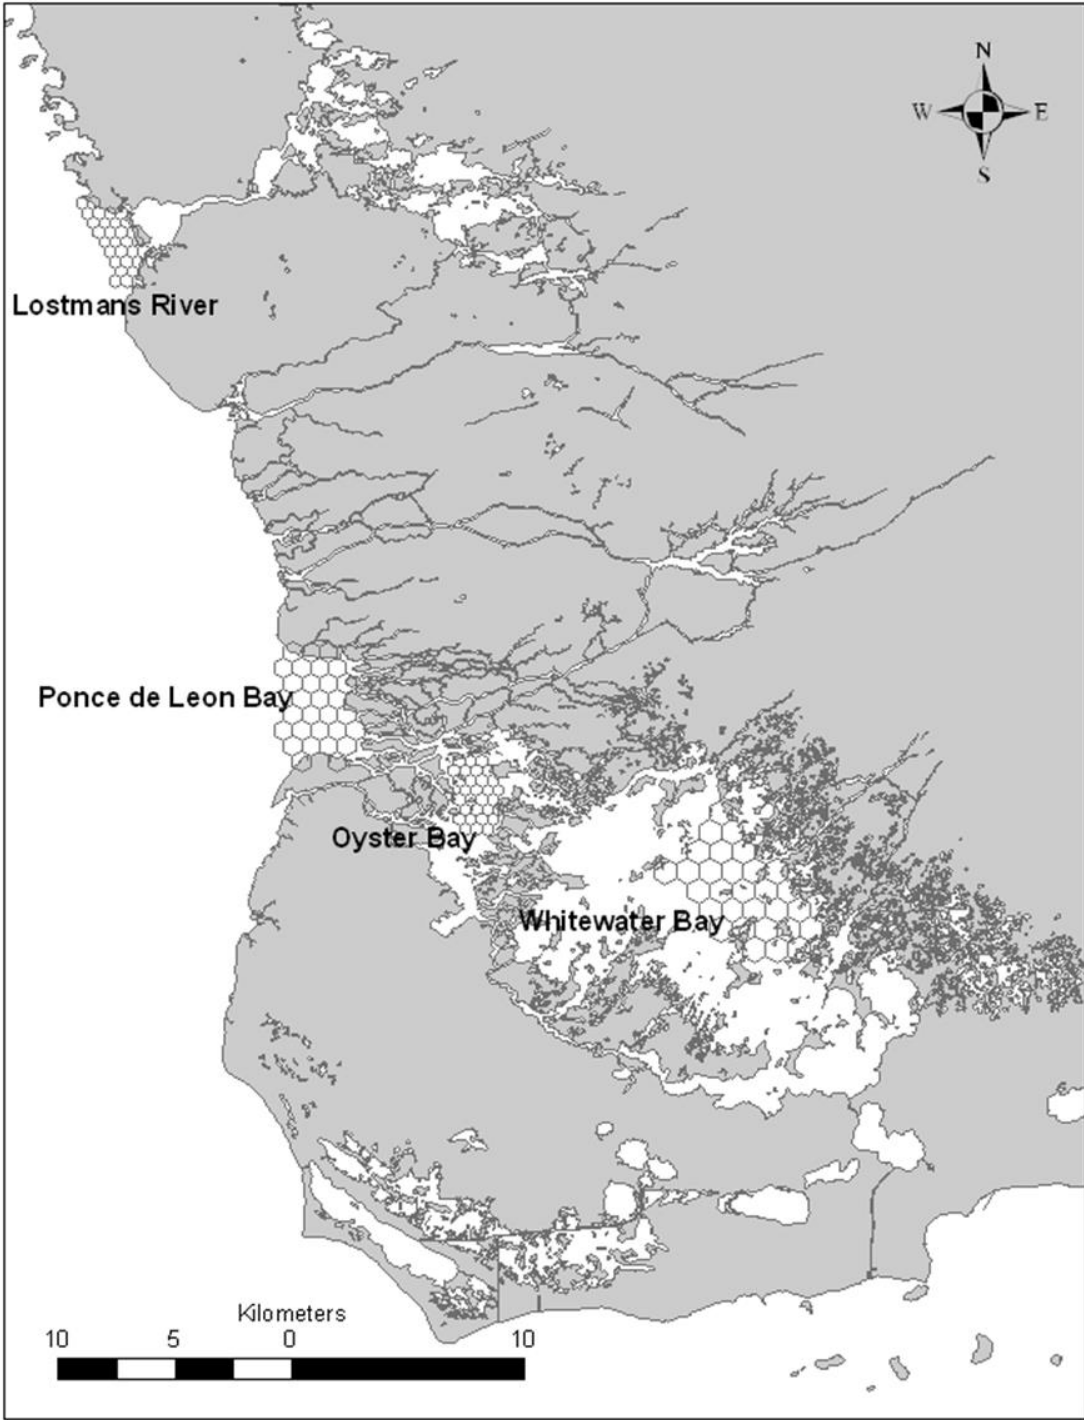 N
W E
S
Lostmans River
Ponce de Leon Bay
Oyster Bay
Whitewater Bay
Kilometers
10 5 0 10